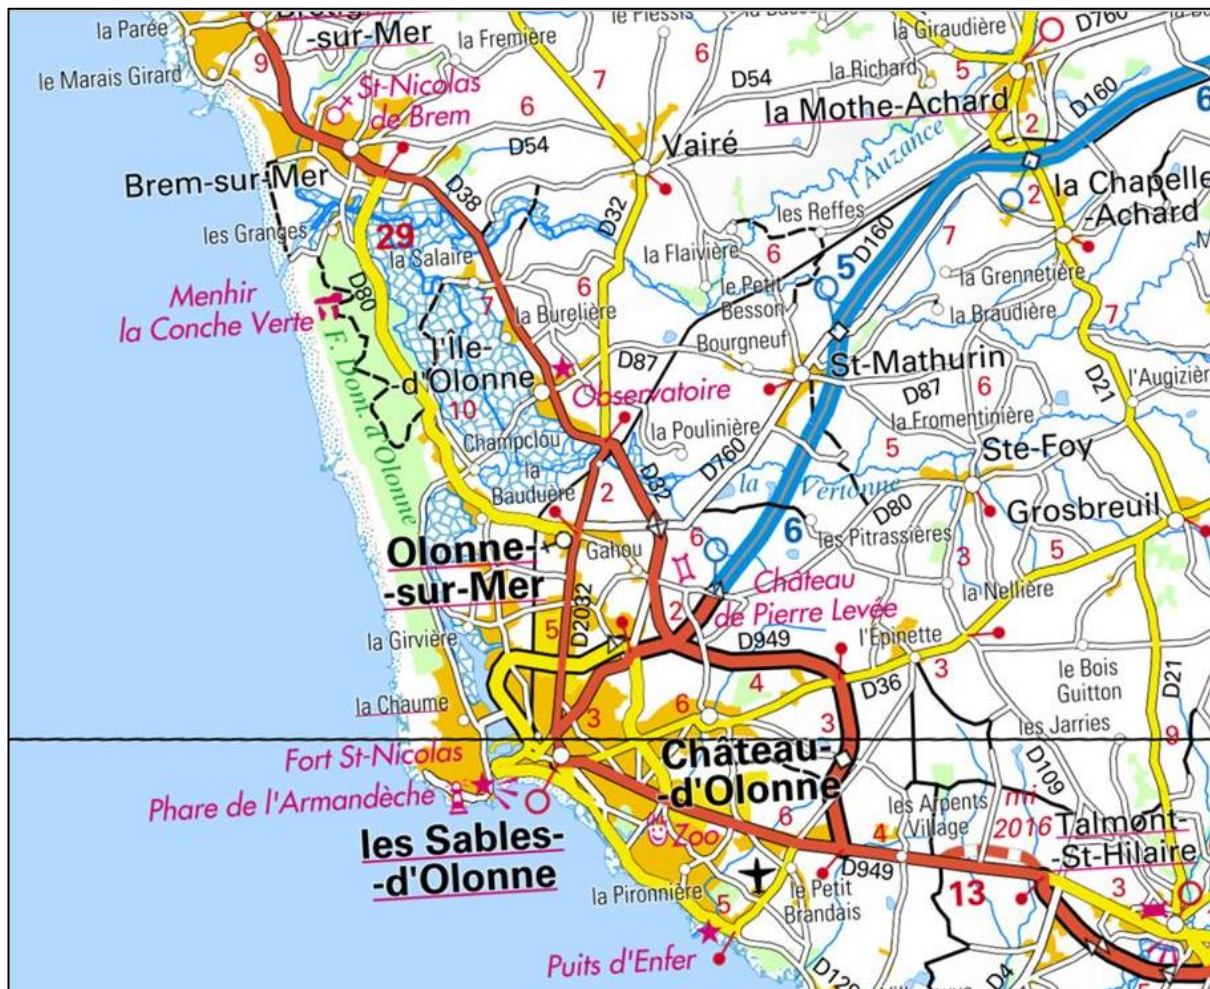 la Parée
-sur-Mer
le Plessis
la Giraudière
D760
la Fremière
le Marais Girard
9
6
7
5
la Richard
D54
D160
6
St-Nicolas
de Brem
6
la Mothe-Achard
2
D54
Vairé
l'Auzance
Brem-sur-Mer
D38
la Chapelle
-Achard
2
les Granges
29
D32
les Reffes
D160
7
la Salaire
la Flaivière
6
5
la Grennetière
D80
Menhir
la Conche Verte
7
6
le Petit
Besson
la Braudière
7
la Burelière
Bourgneuf
l'Île-
-d'Olonne
D87
St-Mathurin
F. Dom. d'Olonne
10
Observatoire
D87
6
D21
l'Augizière
la Fromentinière
Champclou
la Poulinière
5
Ste-Foy
la
Bauduère
2
D32
D760
la Vertonne
D80
Grosbreuil
Olonne-
-sur-Mer
Gahou
6
6
les Pitrassières
3
5
la Nellière
Château
de Pierre Levée
la Girvière
5
D2032
2
D949
l'Épinette
3
le Bois
Guitton
D21
la Chaume
3
6
4
D36
3
les Jarries
9
Fort St-Nicolas
Château-
-d'Olonne
D109
Phare de l'Armandèche
les Arpents
Village
mi
2016
les Sables-
-d'Olonne
Zoo
6
4
Talmont-
-St-Hilaire
D949
la Pironnière
5
le Petit
Brandais
13
3
Puits d'Enfer
D4